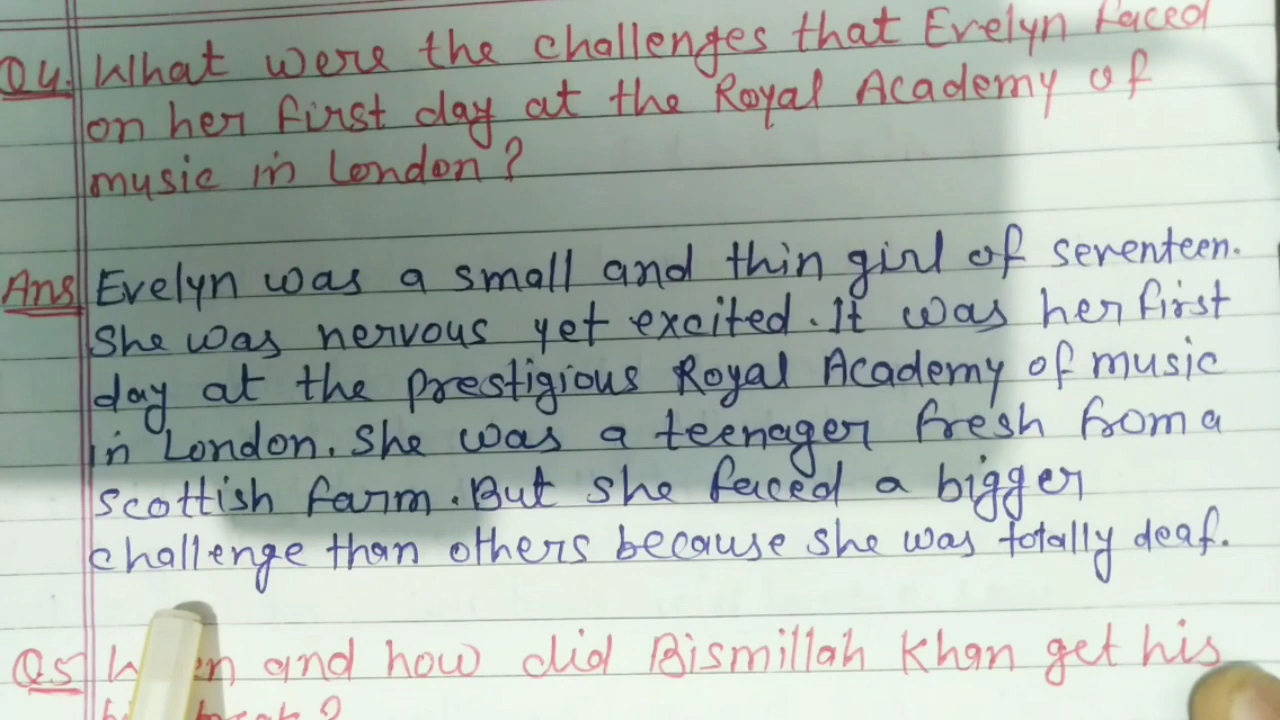 Q4. What were the challenges that Evelyn faced
on her first day at the Royal Academy of
music in London?
Ans Evelyn was a small and thin girl of seventeen.
She was nervous yet excited. It was her first
day at the prestigious Royal Academy of music
in London. She was a teenager fresh from a
Scottish farm. But she faced a bigger
challenge than others because she was totally deaf.
Q5 and how did Bismillah Khan get his